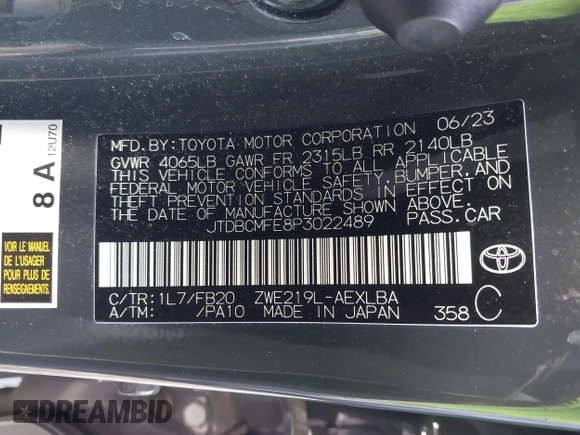 MFD.BY:TOYOTA MOTOR CORPORATION 06/23
GVWR 4065LB GAWR FR 2315LB RR 2140LB
THIS VEHICLE CONFORMS TO ALL APPLICABLE
FEDERAL MOTOR VEHICLE SAFETY,BUMPER,AND
THEFT PREVENTION STANDARDS IN EFFECT ON
THE DATE OF MANUFACTURE SHOWN ABOVE.
JTDBCMFE8P3022489 PASS.CAR
C/TR:1L7/FB20 ZWE219L-AEXLBA
A/TM: /PA10 MADE IN JAPAN 358 C
8 A 12U70
VOIR LE MANUEL
DE L'USAGER
POUR PLUS DE
RENSEIGNEMENTS
DREAMBID